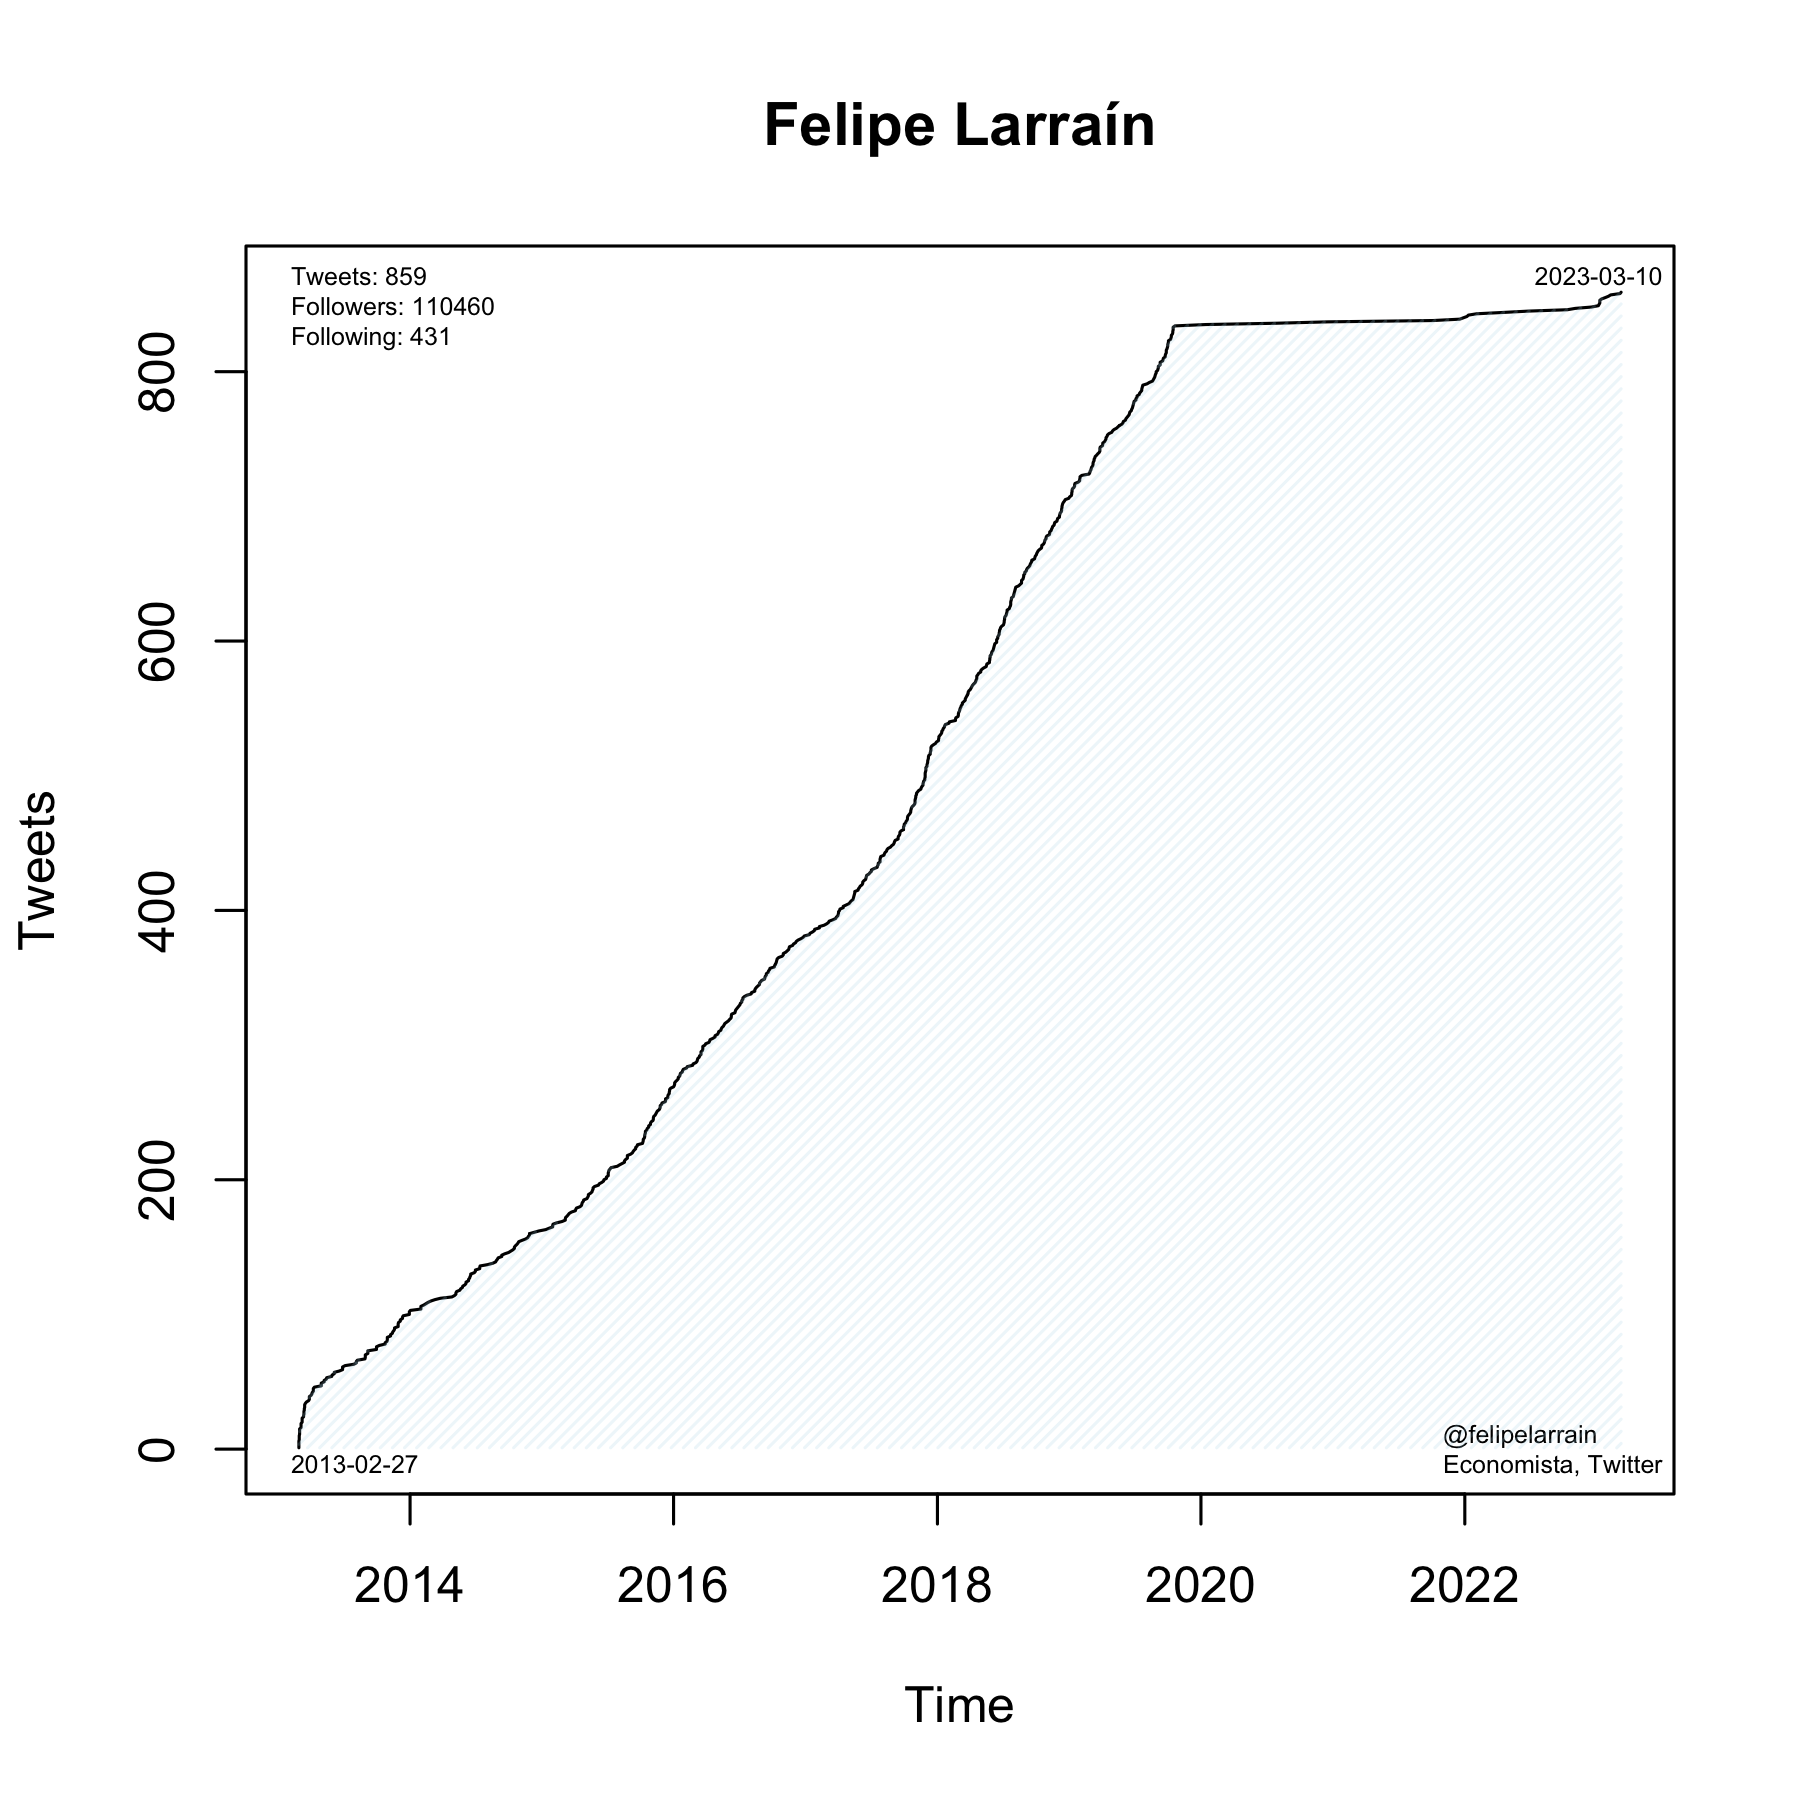 Felipe Larraín
Tweets: 859
Followers: 110460
Following: 431
2023-03-10
Tweets
800
600
400
200
0
2013-02-27
@felipelarrain
Economista, Twitter
2014
2016
2018
2020
2022
Time